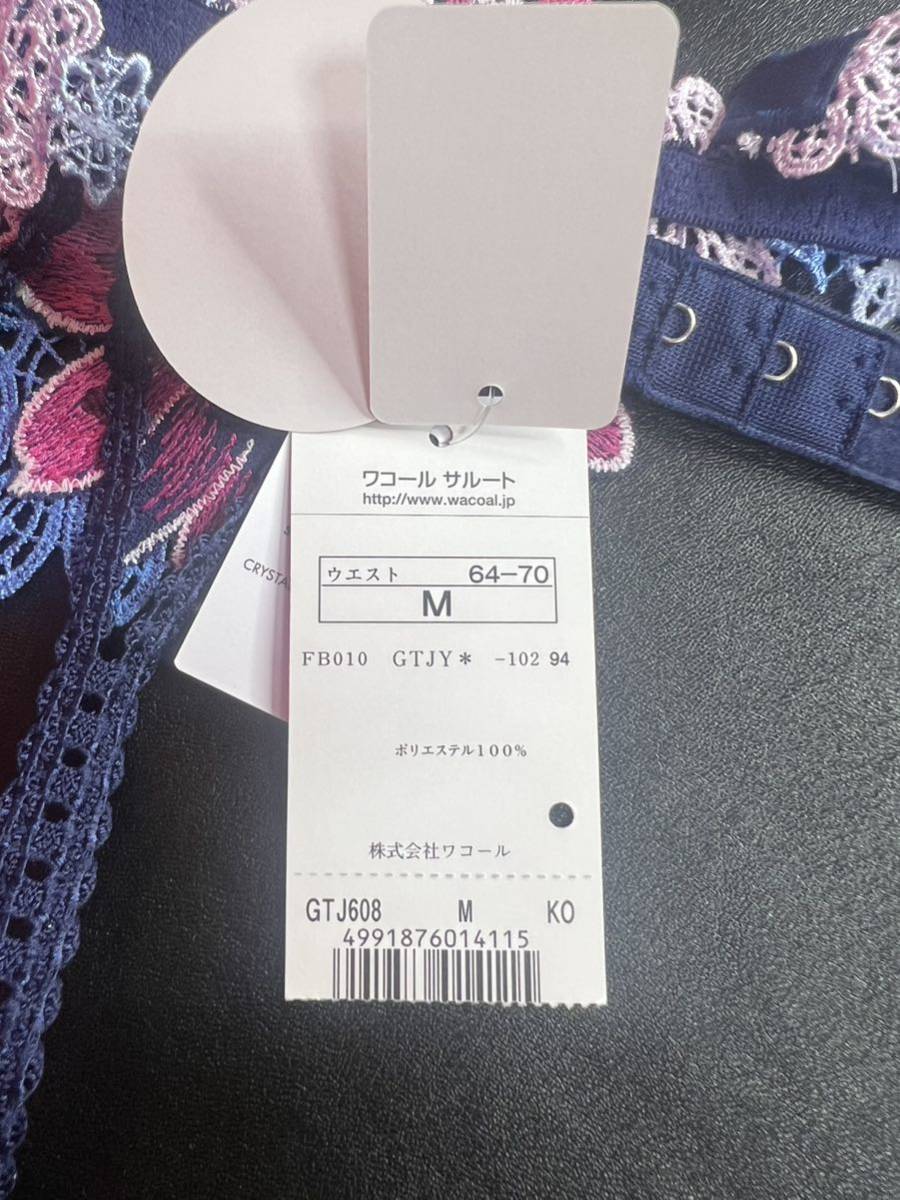 ワコール サルート
http://www.wacoal.jp
ウエスト 64-70
M
CRYSTA
FB010 GTJY* -102 94
ポリエステル100%
株式会社ワコール
GTJ608 M KO
4991876014115